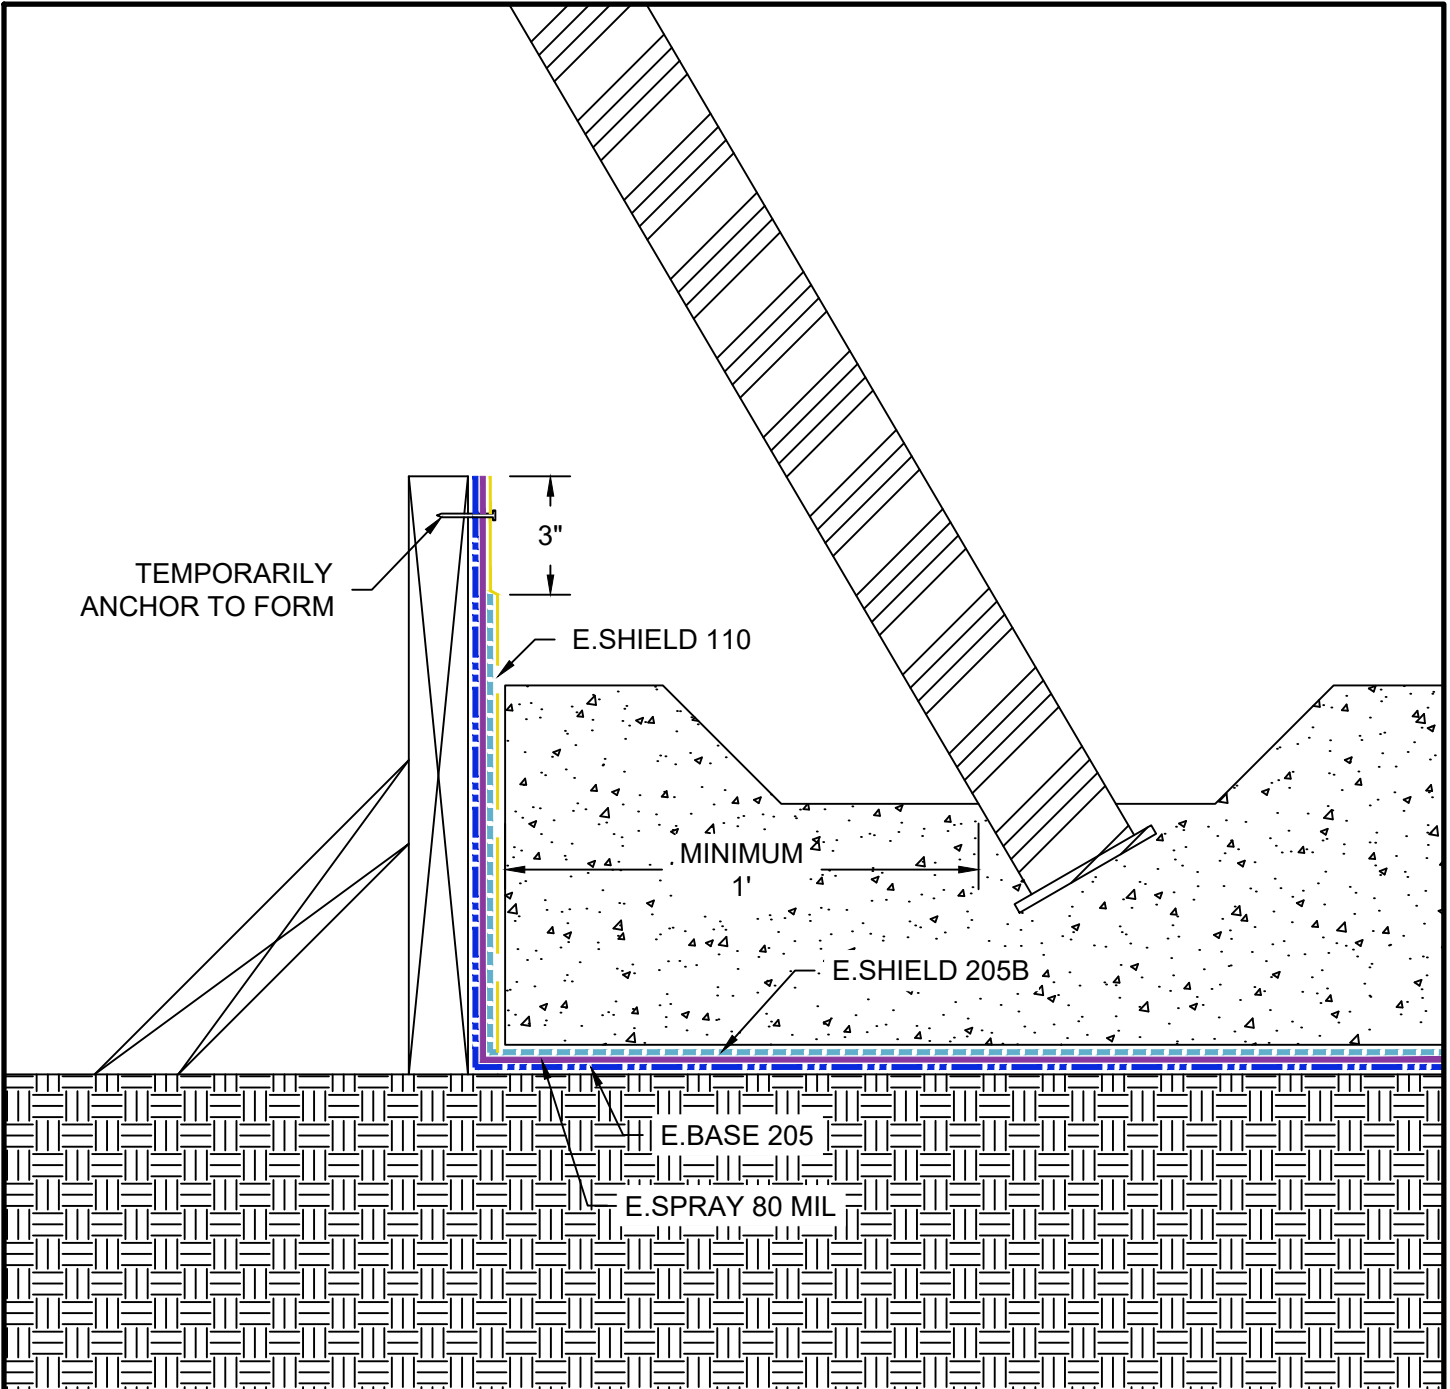 3"
TEMPORARILY
ANCHOR TO FORM
E.SHIELD 110
MINIMUM
1'
E.SHIELD 205B
E.BASE 205
E.SPRAY 80 MIL